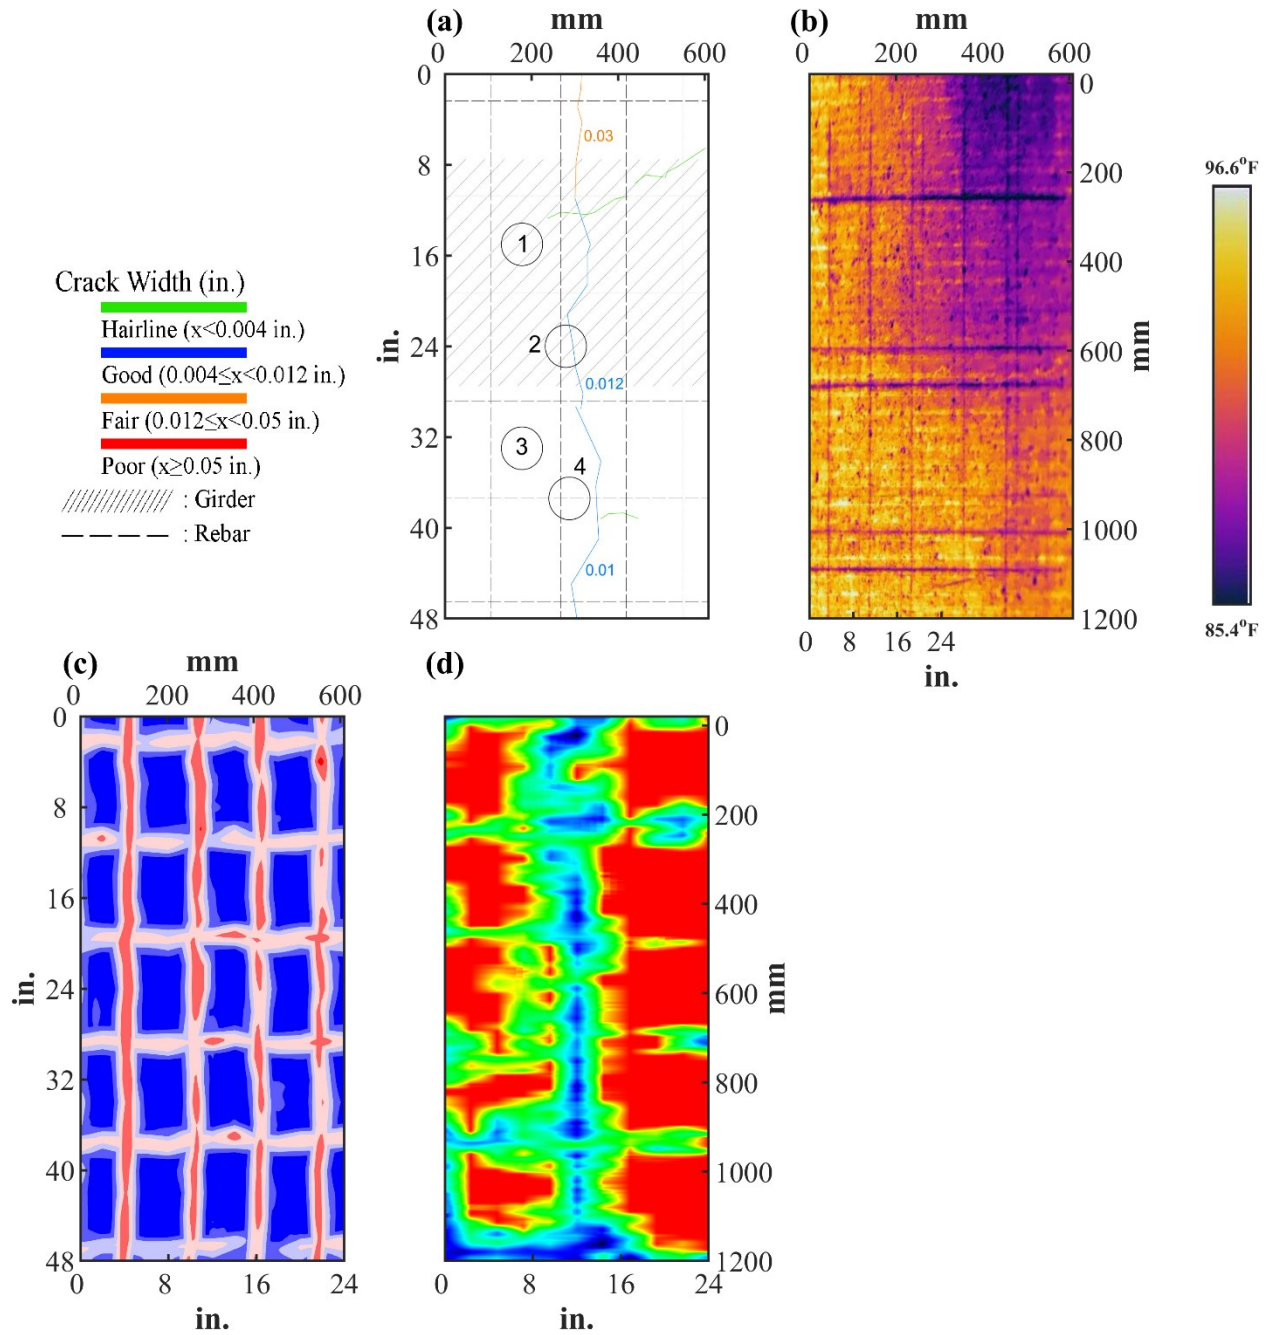 (a) mm
0 200 400 600
0
8
16
24
32
40
48
in.
0.03
1
2
0.012
3
4
0.01
(b) mm
0 200 400 600
0
200
400
600
800
1000
1200
mm
0 8 16 24
in.
96.6°F
85.4°F
Crack Width (in.)
Hairline (x<0.004 in.)
Good (0.004≤x<0.012 in.)
Fair (0.012≤x<0.05 in.)
Poor (x≥0.05 in.)
: Girder
: Rebar
(c) mm
0 200 400 600
0
8
16
24
32
40
48
in.
0 8 16 24
in.
(d)
0
200
400
600
800
1000
1200
mm
0 8 16 24
in.